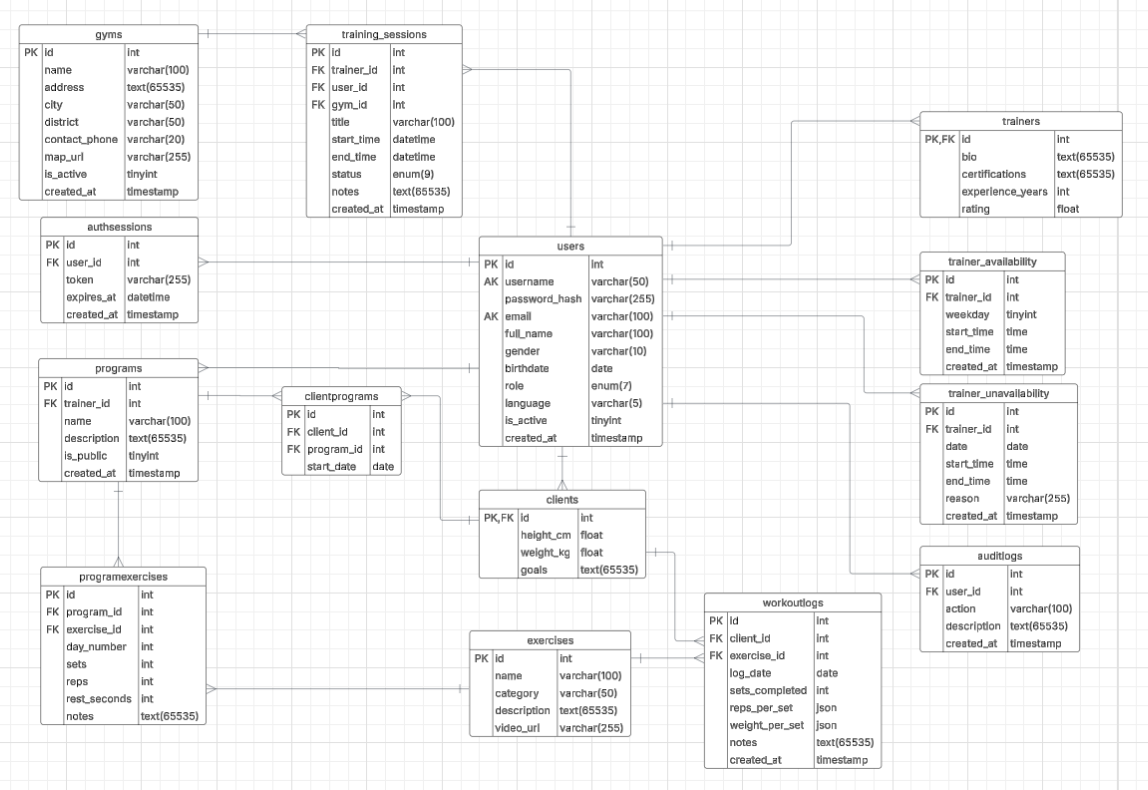 gyms
PK id int
name varchar(100)
address text(65535)
city varchar(50)
district varchar(50)
contact_phone varchar(20)
map_url varchar(255)
is_active tinyint
created_at timestamp
training_sessions
PK id int
FK trainer_id int
FK user_id int
FK gym_id int
title varchar(100)
start_time datetime
end_time datetime
status enum(9)
notes text(65535)
created_at timestamp
trainers
PK,FK id int
bio text(65535)
certifications text(65535)
experience_years int
rating float
authsessions
PK id int
FK user_id int
token varchar(255)
expires_at datetime
created_at timestamp
users
PK id int
AK username varchar(50)
password_hash varchar(255)
AK email varchar(100)
full_name varchar(100)
gender varchar(10)
birthdate date
role enum(7)
language varchar(5)
is_active tinyint
created_at timestamp
trainer_availability
PK id int
FK trainer_id int
weekday tinyint
start_time time
end_time time
created_at timestamp
programs
PK id int
FK trainer_id int
name varchar(100)
description text(65535)
is_public tinyint
created_at timestamp
clientprograms
PK id int
FK client_id int
FK program_id int
start_date date
trainer_unavailability
PK id int
FK trainer_id int
date date
start_time time
end_time time
reason varchar(255)
created_at timestamp
clients
PK,FK id int
height_cm float
weight_kg float
goals text(65535)
auditlogs
PK id int
FK user_id int
action varchar(100)
description text(65535)
created_at timestamp
programexercises
PK id int
FK program_id int
FK exercise_id int
day_number int
sets int
reps int
rest_seconds int
notes text(65535)
exercises
PK id int
name varchar(100)
category varchar(50)
description text(65535)
video_url varchar(255)
workoutlogs
PK id int
FK client_id int
FK exercise_id int
log_date date
sets_completed int
reps_per_set json
weight_per_set json
notes text(65535)
created_at timestamp